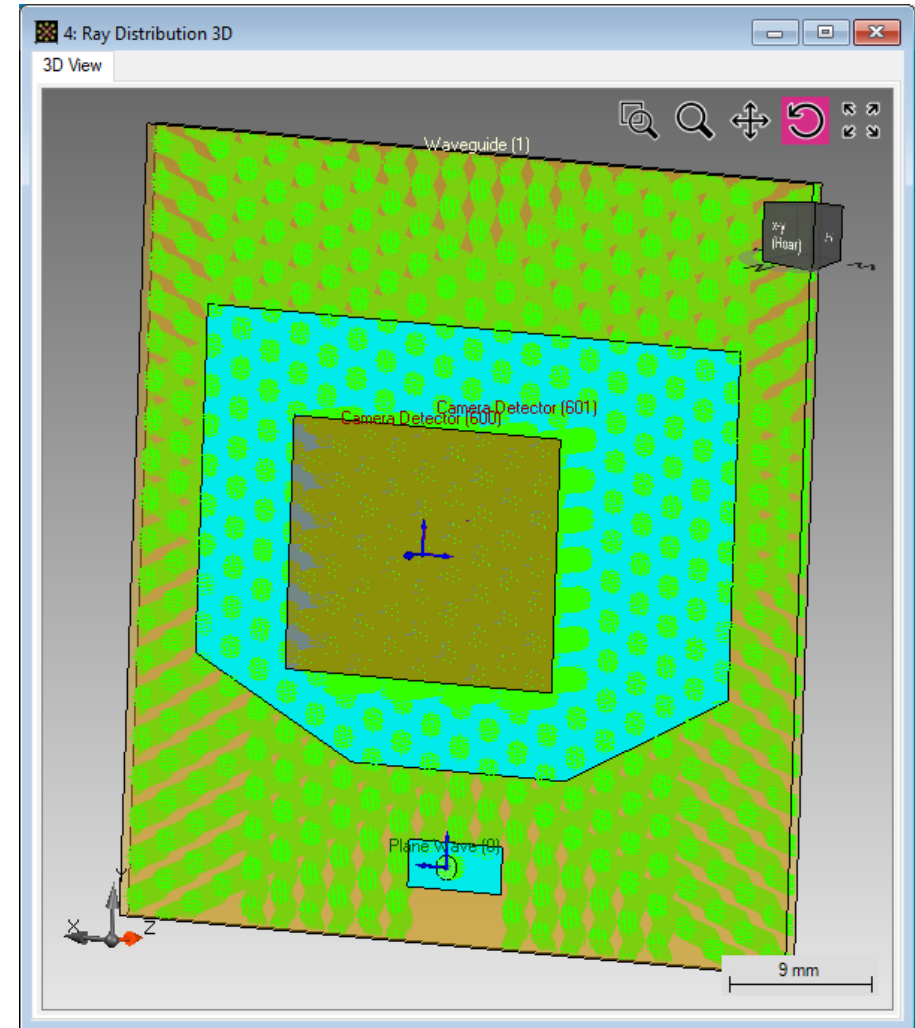 4: Ray Distribution 3D
3D View
Waveguide (1)
x-y
(Rear)
Camera Detector (601)
Camera Detector (600)
Plane Wave (0)
Y
X
Z
9 mm